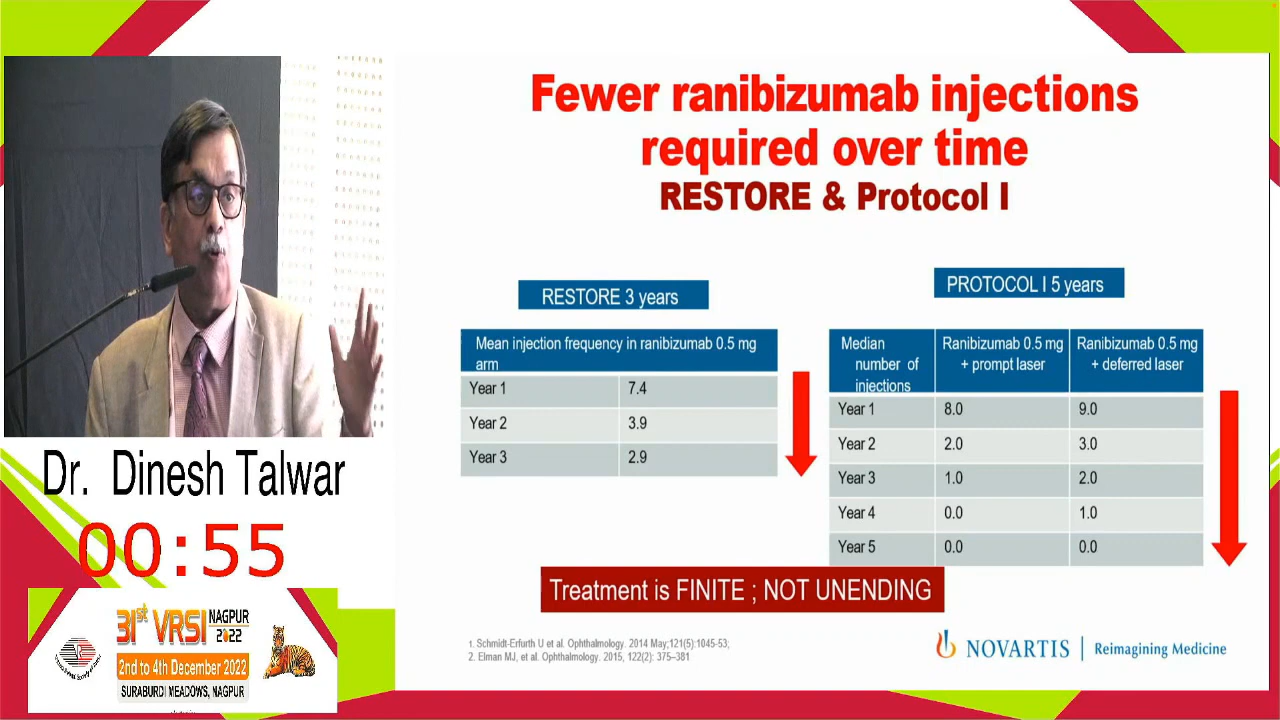 Fewer ranibizumab injections
required over time
RESTORE & Protocol I
RESTORE 3 years
Mean injection frequency in ranibizumab 0.5 mg
arm
Year 1 7.4
Year 2 3.9
Year 3 2.9
PROTOCOL I 5 years
Median
number of
injections
Ranibizumab 0.5 mg
+ prompt laser
Ranibizumab 0.5 mg
+ deferred laser
Year 1 8.0 9.0
Year 2 2.0 3.0
Year 3 1.0 2.0
Year 4 0.0 1.0
Year 5 0.0 0.0
Treatment is FINITE ; NOT UNENDING
1. Schmidt-Erfurth U et al. Ophthalmology. 2014 May;121(5):1045-53;
2. Elman MJ, et al. Ophthalmology. 2015, 122(2): 375–381
NOVARTIS
Reimagining Medicine
Dr. Dinesh Talwar
00:55
31st VRSI
NAGPUR
2022
2nd to 4th December 2022
SURABURDI MEADOWS, NAGPUR